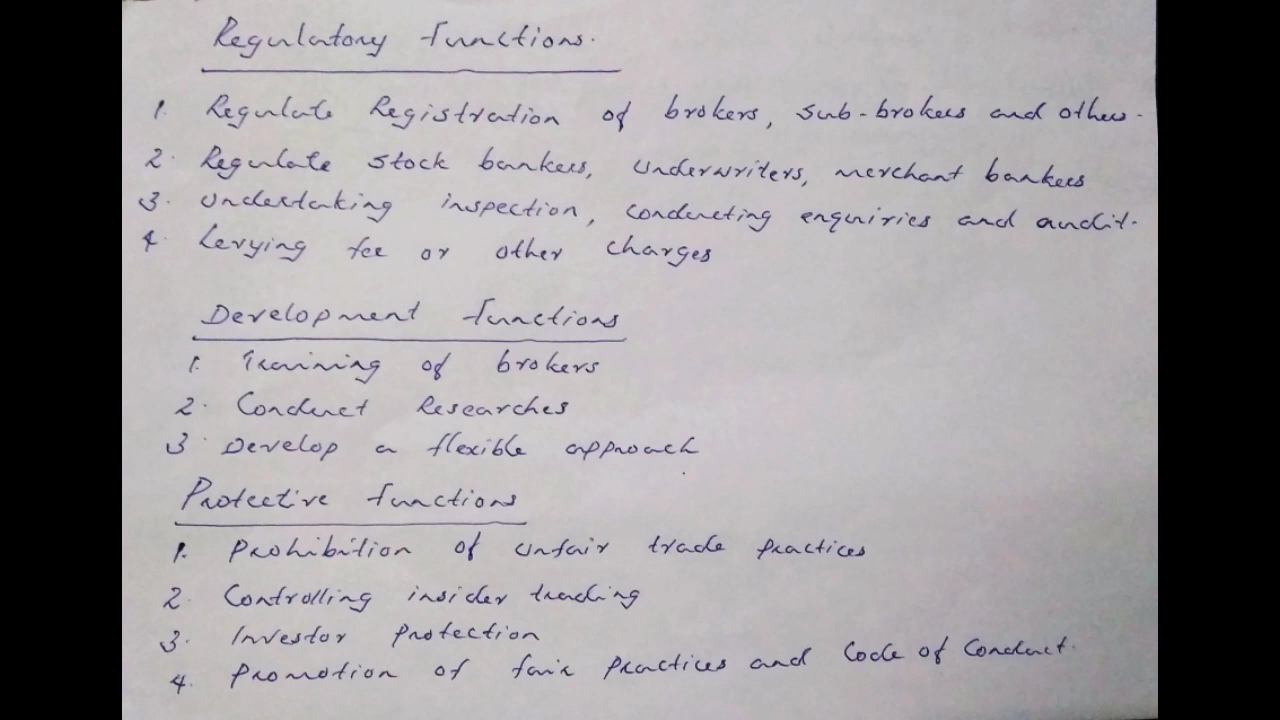 Regulatory functions.
1. Regulate Registration of brokers, sub-brokers and others.
2. Regulate stock bankers, underwriters, merchant bankers
3. Undertaking inspection, conducting enquiries and audit.
4. Levying fee or other charges
Development functions
1. Training of brokers
2. Conduct Researches
3. Develop a flexible approach
Protective functions
1. Prohibition of unfair trade practices
2. Controlling insider trading
3. Investor Protection
4. Promotion of fair practices and Code of Conduct.